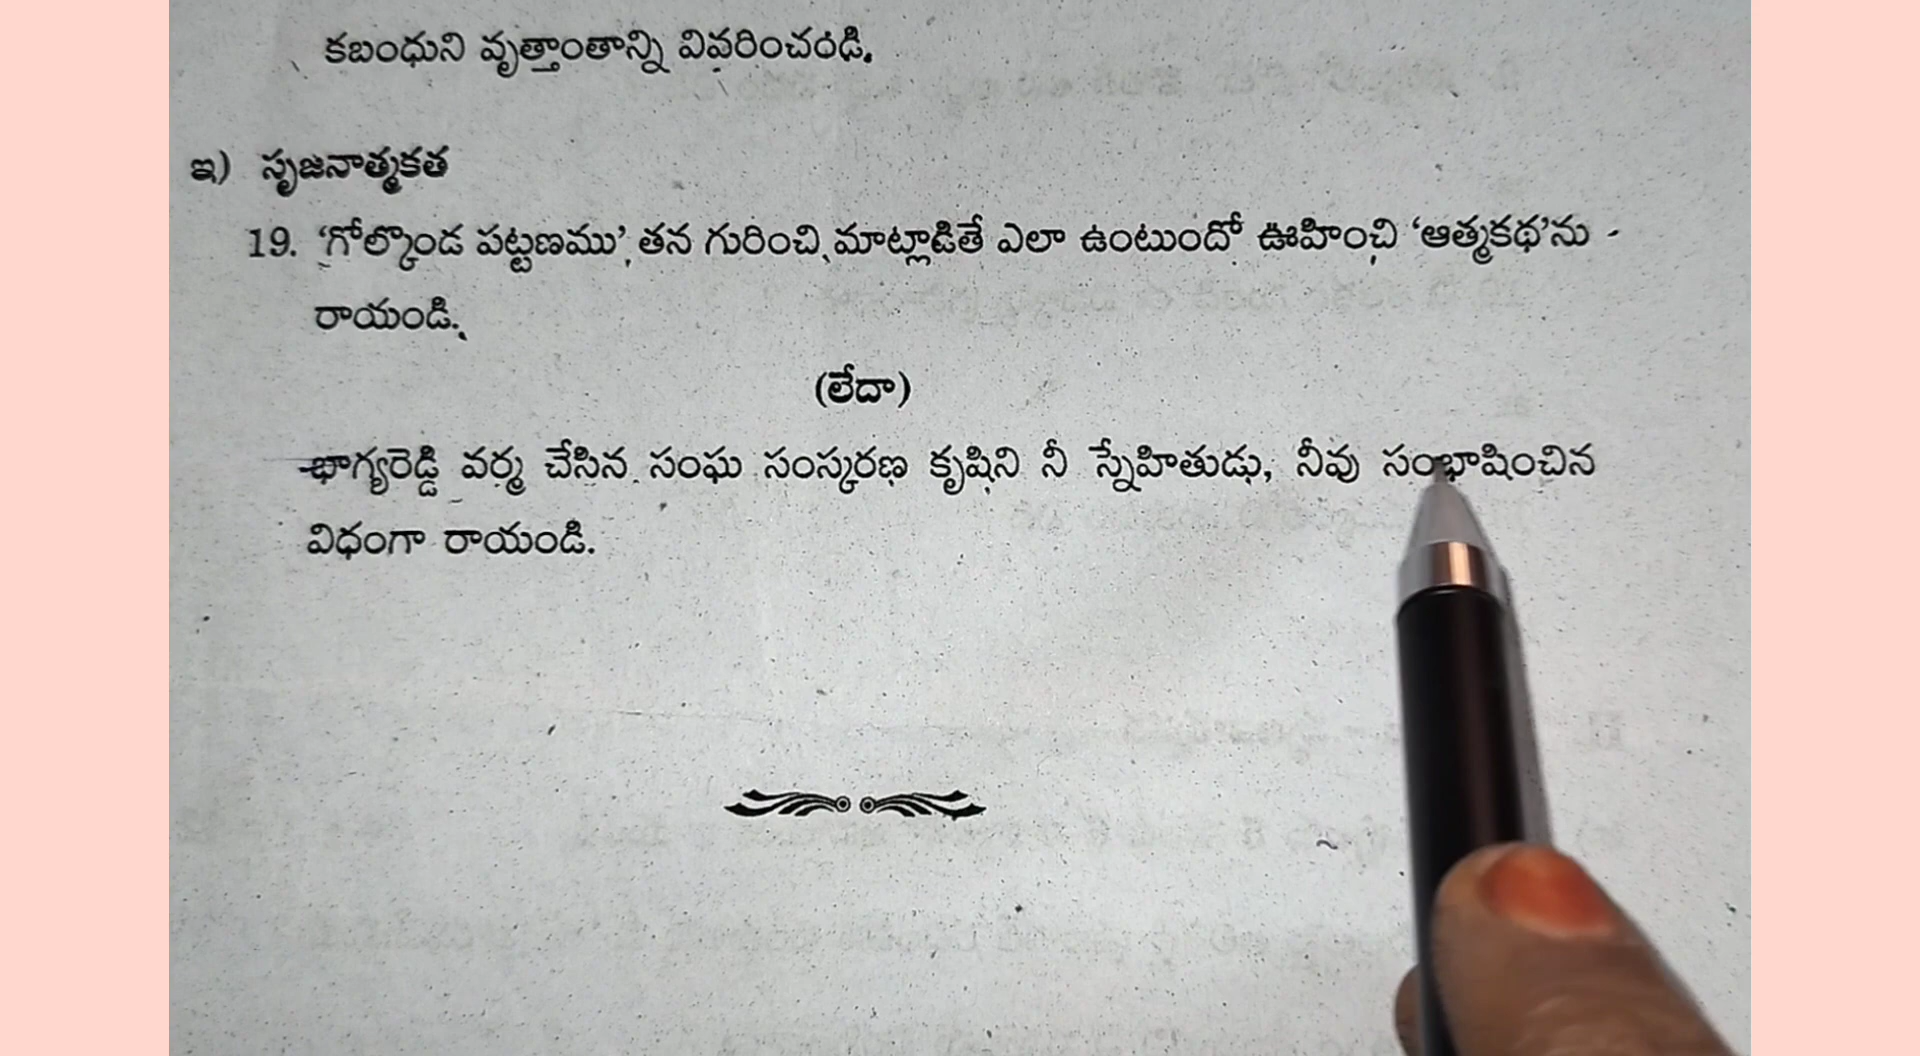 కబంధుని వృత్తాంతాన్ని వివరించండి.
ఇ) సృజనాత్మకత
19. ‘గోల్కొండ పట్టణము’ తన గురించి మాట్లాడితే ఎలా ఉంటుందో ఊహించి ‘ఆత్మకథ’ను
రాయండి.
(లేదా)
భాగ్యరెడ్డి వర్మ చేసిన సంఘ సంస్కరణ కృషిని నీ స్నేహితుడు, నీవు సంభాషించిన
విధంగా రాయండి.